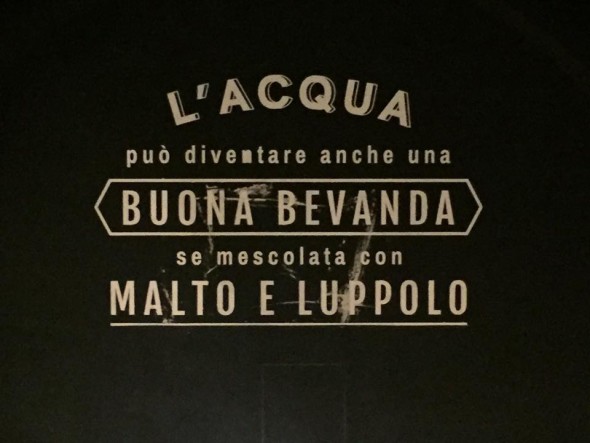 L'ACQUA
può diventare anche una
BUONA BEVANDA
se mescolata con
MALTO E LUPPOLO